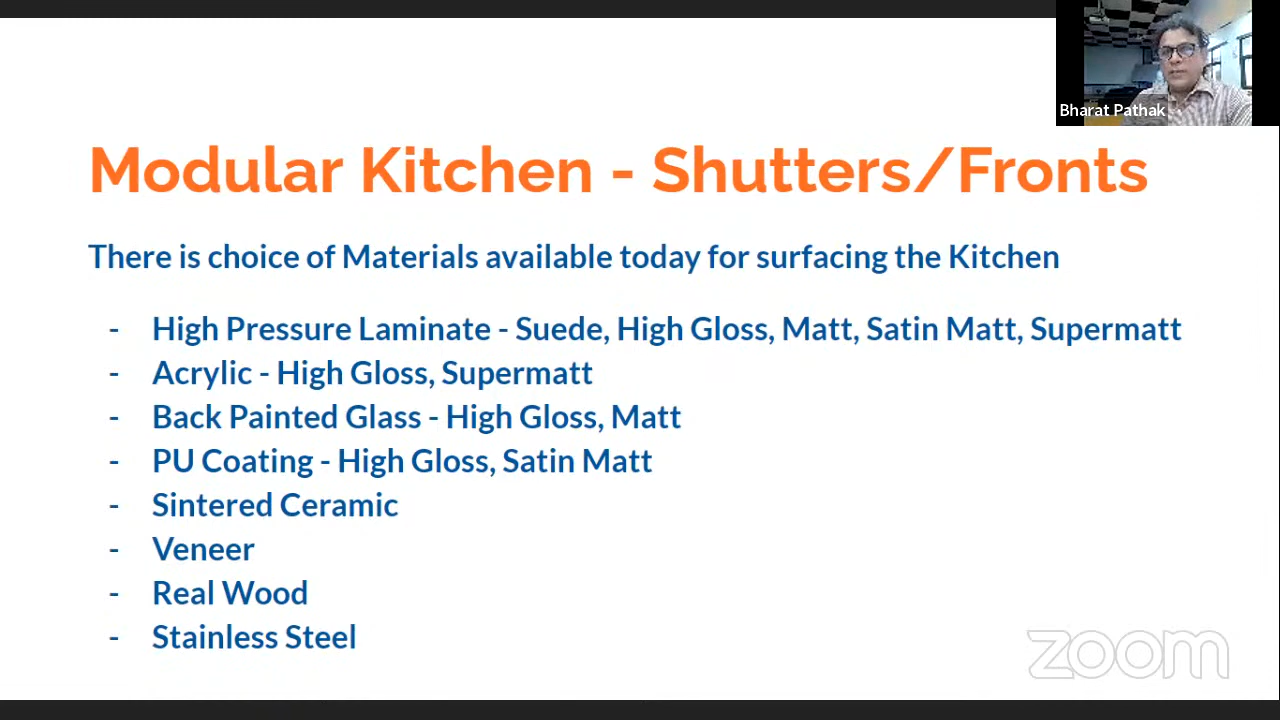 Bharat Pathak
Modular Kitchen - Shutters/Fronts
There is choice of Materials available today for surfacing the Kitchen
- High Pressure Laminate - Suede, High Gloss, Matt, Satin Matt, Supermatt
- Acrylic - High Gloss, Supermatt
- Back Painted Glass - High Gloss, Matt
- PU Coating - High Gloss, Satin Matt
- Sintered Ceramic
- Veneer
- Real Wood
- Stainless Steel
zoom